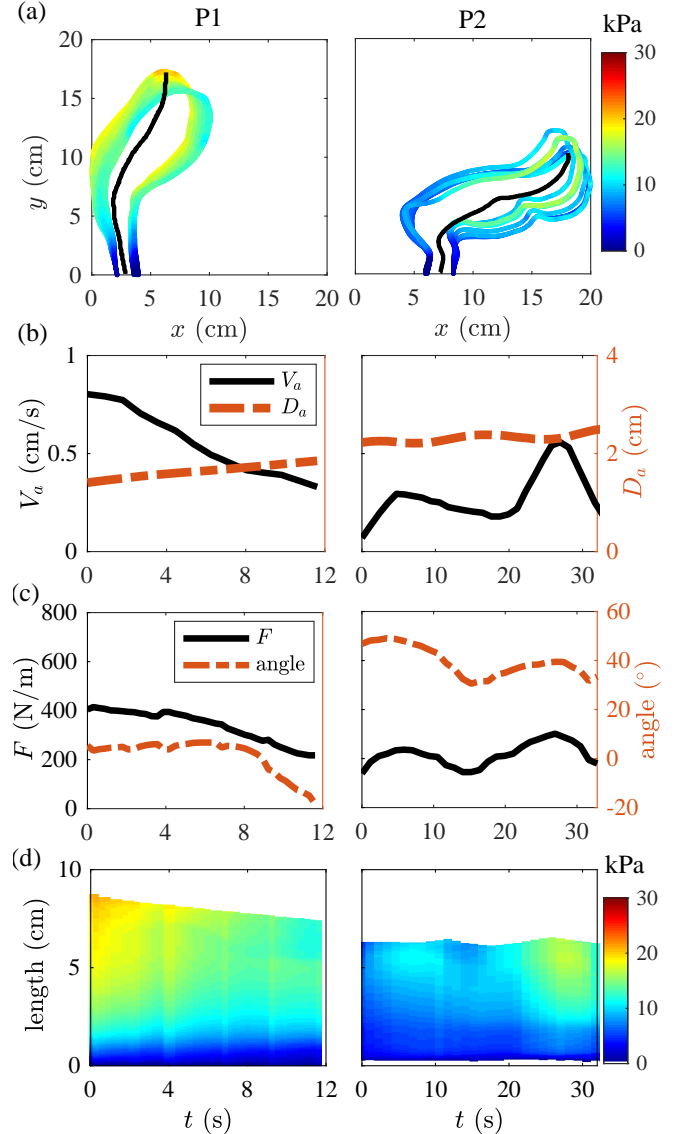 (a) P1 P2 kPa
20
15
10
5
0
y (cm)
0 5 10 15 20
x (cm)
0 5 10 15 20
x (cm)
30
20
10
0
(b)
1
0.5
0
V_a (cm/s)
V_a
D_a
0 4 8 12
4
2
0
D_a (cm)
0 10 20 30
(c)
800
600
400
200
0
F (N/m)
F
angle
0 4 8 12
60
40
20
0
-20
angle (°)
0 10 20 30
(d) kPa
10
5
0
length (cm)
0 4 8 12
t (s)
0 10 20 30
t (s)
30
20
10
0